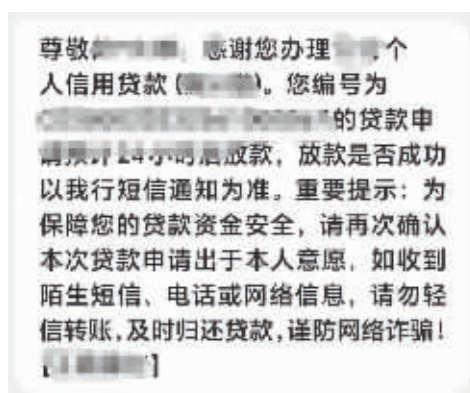 尊敬 感谢您办理 个
人信用贷款( )。您编号为
的贷款申
请预计24小时后放款，放款是否成功
以我行短信通知为准。重要提示：为
保障您的贷款资金安全，请再次确认
本次贷款申请出于本人意愿，如收到
陌生短信、电话或网络信息，请勿轻
信转账，及时归还贷款，谨防网络诈骗！